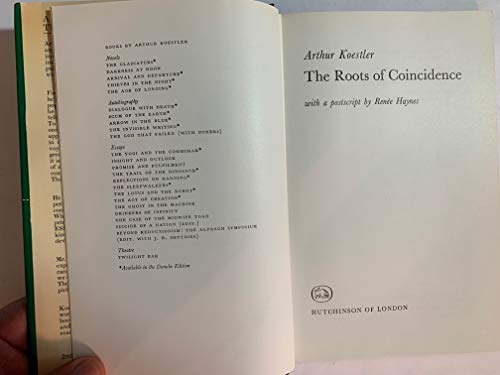 BOOKS BY ARTHUR KOESTLER
Novels
THE GLADIATORS*
DARKNESS AT NOON
ARRIVAL AND DEPARTURE*
THIEVES IN THE NIGHT*
THE AGE OF LONGING*
Autobiography
DIALOGUE WITH DEATH*
SCUM OF THE EARTH*
ARROW IN THE BLUE*
THE INVISIBLE WRITING*
THE GOD THAT FAILED (WITH OTHERS)
Essays
THE YOGI AND THE COMMISSAR*
INSIGHT AND OUTLOOK
PROMISE AND FULFILMENT
THE TRAIL OF THE DINOSAUR*
REFLECTIONS ON HANGING*
THE SLEEPWALKERS*
THE LOTUS AND THE ROBOT*
THE ACT OF CREATION*
THE GHOST IN THE MACHINE
DRINKERS OF INFINITY
THE CASE OF THE MIDWIFE TOAD
SUICIDE OF A NATION (EDIT.)
BEYOND REDUCTIONISM: THE ALPBACH SYMPOSIUM
(EDIT. WITH J. R. SMYTHIES)
Theatre
TWILIGHT BAR
*Available in the Danube Edition
Arthur Koestler
The Roots of Coincidence
with a postscript by Renée Haynes
HUTCHINSON OF LONDON